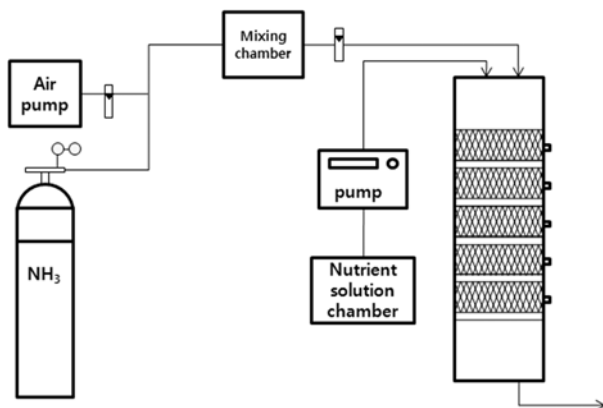 Mixing
chamber
Air
pump
pump
NH₃
Nutrient
solution
chamber